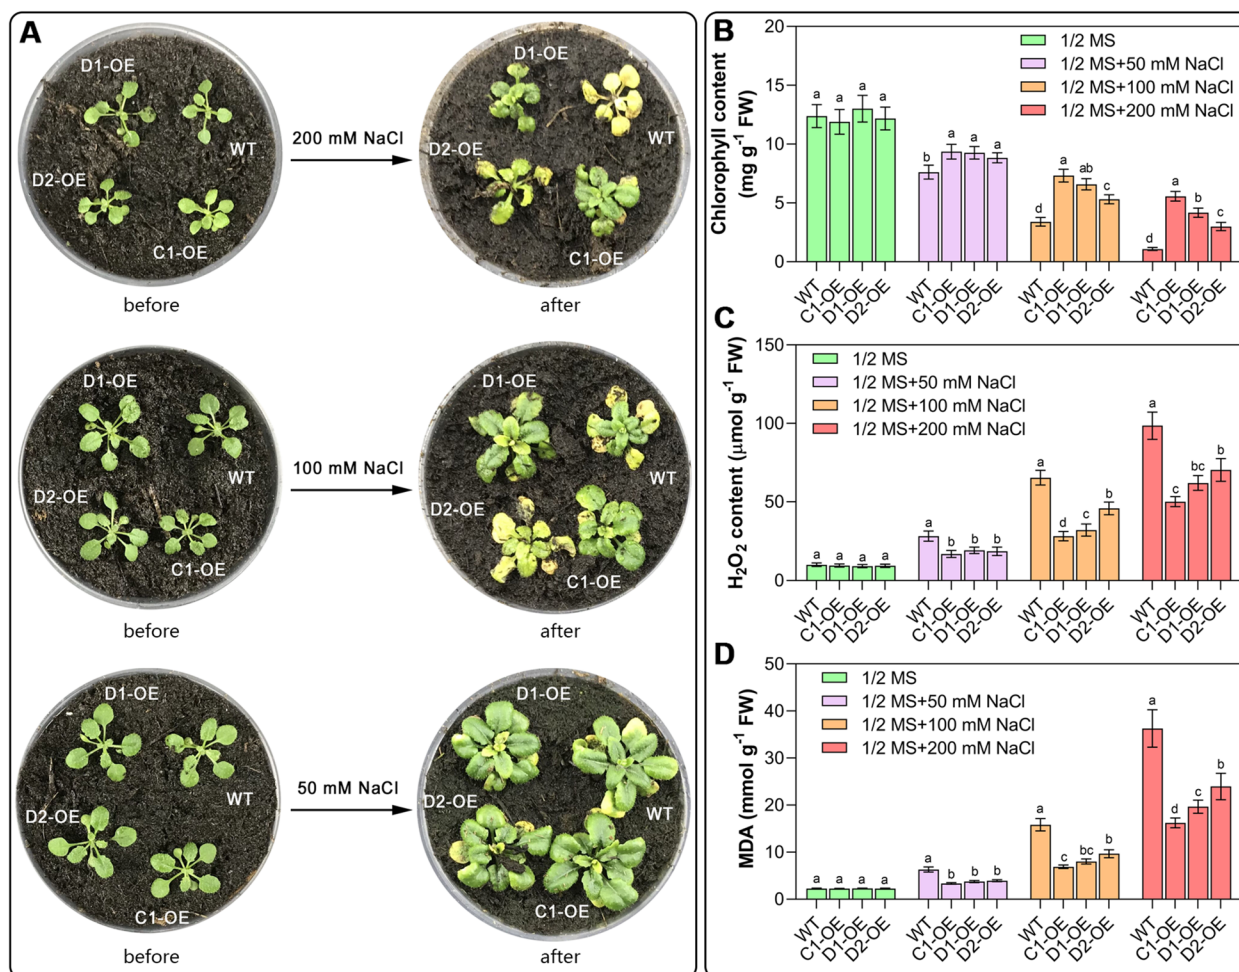 A
D1-OE
WT
D2-OE
C1-OE
before
200 mM NaCl
D1-OE
WT
D2-OE
C1-OE
after
D1-OE
WT
D2-OE
C1-OE
before
100 mM NaCl
D1-OE
WT
D2-OE
C1-OE
after
D1-OE
WT
D2-OE
C1-OE
before
50 mM NaCl
D1-OE
D2-OE
WT
C1-OE
after
B
Chlorophyll content
(mg g⁻¹ FW)
20
15
10
5
0
1/2 MS
1/2 MS+50 mM NaCl
1/2 MS+100 mM NaCl
1/2 MS+200 mM NaCl
a a a a
b a a a
d a ab c
d a b c
WT C1-OE D1-OE D2-OE
WT C1-OE D1-OE D2-OE
WT C1-OE D1-OE D2-OE
WT C1-OE D1-OE D2-OE
C
H₂O₂ content (μmol g⁻¹ FW)
150
100
50
0
1/2 MS
1/2 MS+50 mM NaCl
1/2 MS+100 mM NaCl
1/2 MS+200 mM NaCl
a a a a
a b b b
a d c b
a c bc b
WT C1-OE D1-OE D2-OE
WT C1-OE D1-OE D2-OE
WT C1-OE D1-OE D2-OE
WT C1-OE D1-OE D2-OE
D
MDA (mmol g⁻¹ FW)
50
40
30
20
10
0
1/2 MS
1/2 MS+50 mM NaCl
1/2 MS+100 mM NaCl
1/2 MS+200 mM NaCl
a a a a
a b b b
a c bc b
a d c b
WT C1-OE D1-OE D2-OE
WT C1-OE D1-OE D2-OE
WT C1-OE D1-OE D2-OE
WT C1-OE D1-OE D2-OE